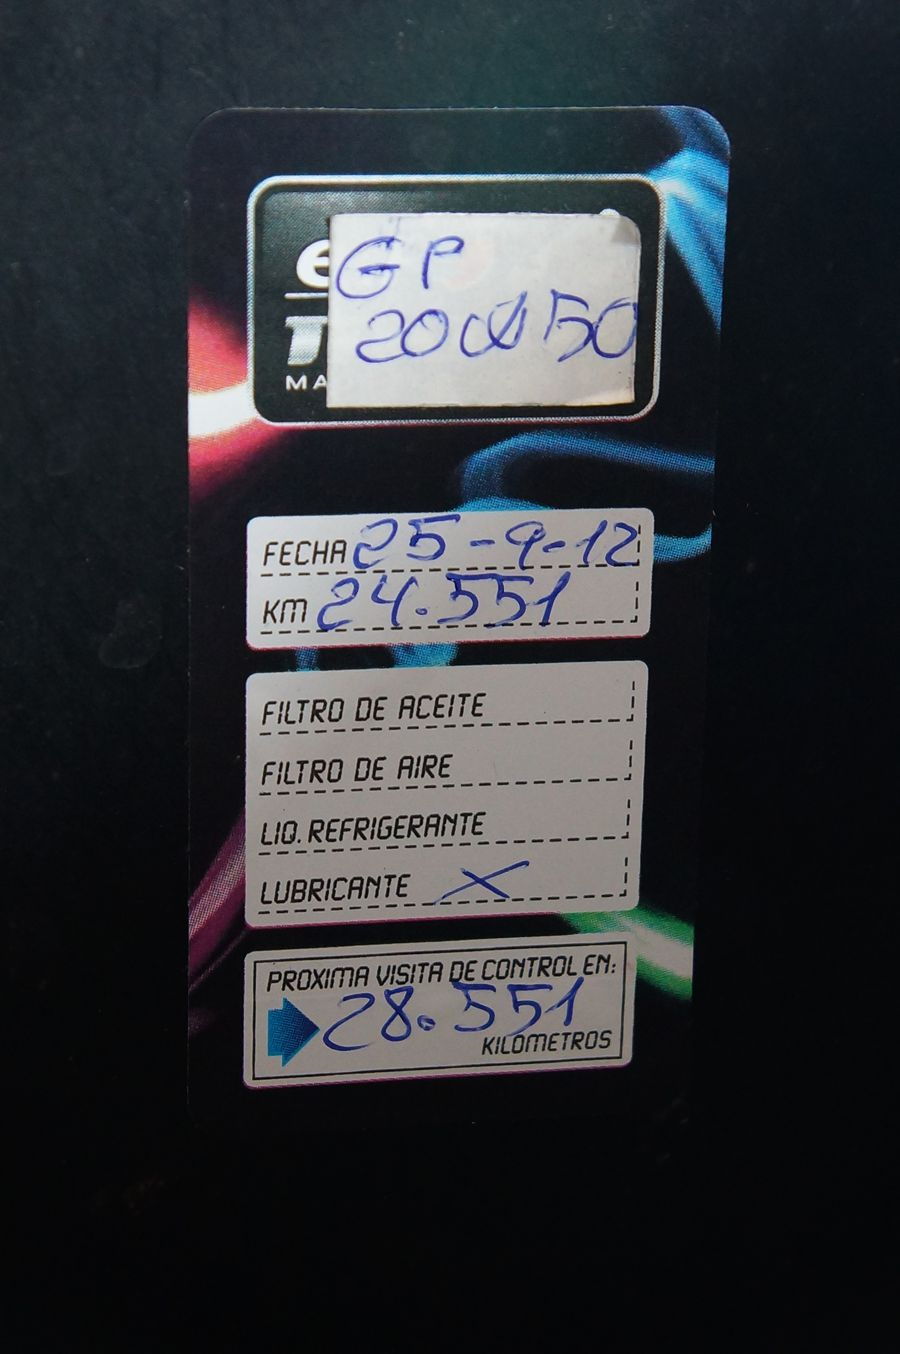 GP
20W50
MA
FECHA 25-9-12
KM 24.551
FILTRO DE ACEITE
FILTRO DE AIRE
LIQ. REFRIGERANTE
LUBRICANTE X
PROXIMA VISITA DE CONTROL EN:
28.551
KILOMETROS